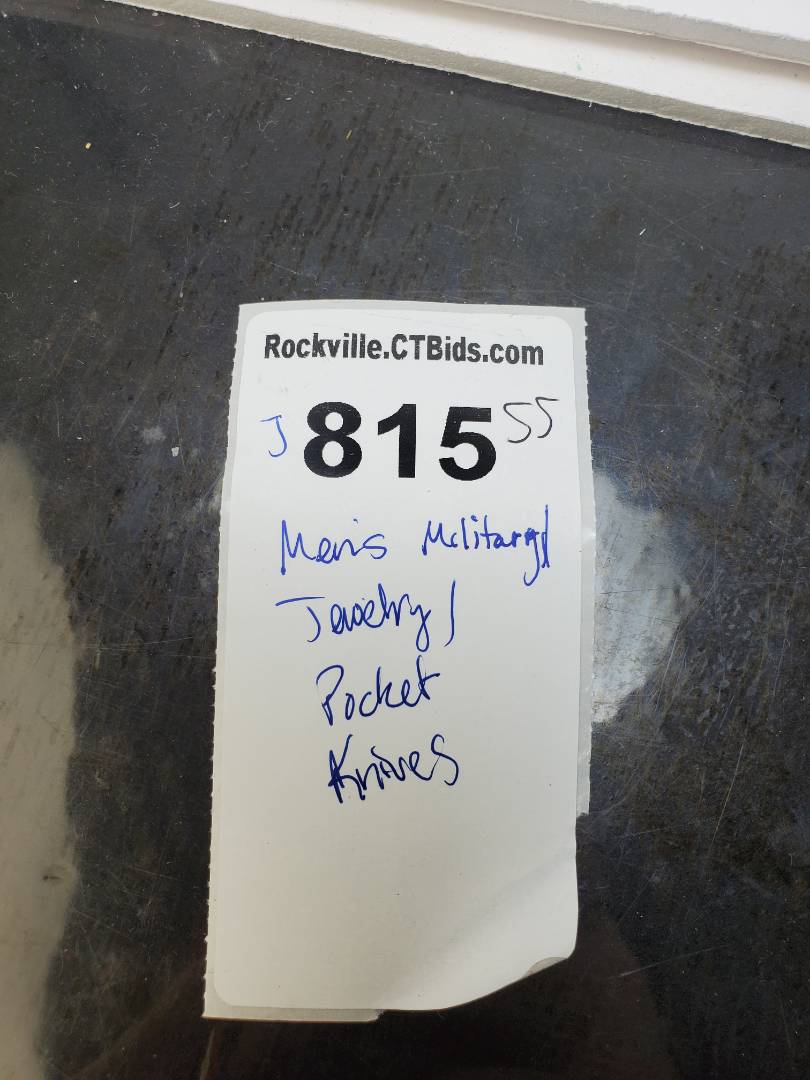 Rockville.CTBids.com
J 815 55
Men's Military/
Jewelry/
Pocket
Knives